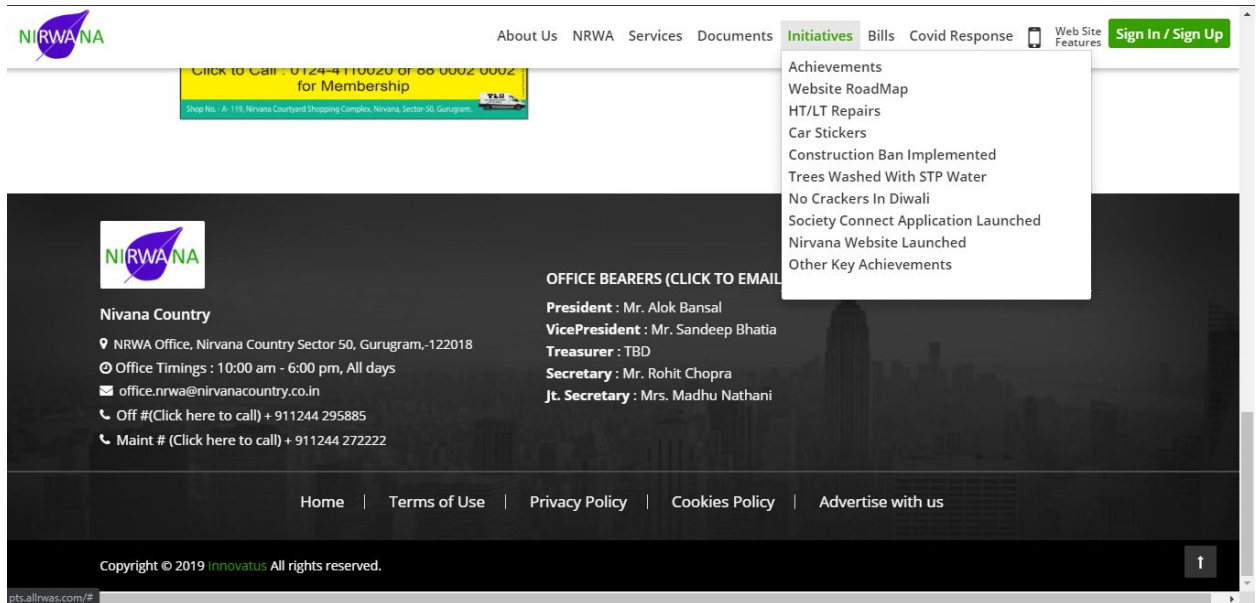 NIRWANA
About Us NRWA Services Documents Initiatives Bills Covid Response Web Site Features Sign In / Sign Up
Achievements
Website RoadMap
HT/LT Repairs
Car Stickers
Construction Ban Implemented
Trees Washed With STP Water
No Crackers In Diwali
Society Connect Application Launched
Nirvana Website Launched
Other Key Achievements
Click to Call : 0124-4110020 or 88 0002 0002
for Membership
Shop No. - A- 119, Nirvana Courtyard Shopping Complex, Nirvana, Sector-50, Gurugram.
NIRWANA
Nivana Country
NRWA Office, Nirvana Country Sector 50, Gurugram,-122018
Office Timings : 10:00 am - 6:00 pm, All days
office.nrwa@nirvanacountry.co.in
Off #(Click here to call) + 911244 295885
Maint # (Click here to call) + 911244 272222
OFFICE BEARERS (CLICK TO EMAIL
President : Mr. Alok Bansal
VicePresident : Mr. Sandeep Bhatia
Treasurer : TBD
Secretary : Mr. Rohit Chopra
Jt. Secretary : Mrs. Madhu Nathani
Home | Terms of Use | Privacy Policy | Cookies Policy | Advertise with us
Copyright © 2019 Innovatus All rights reserved.
pts.allrwas.com/#